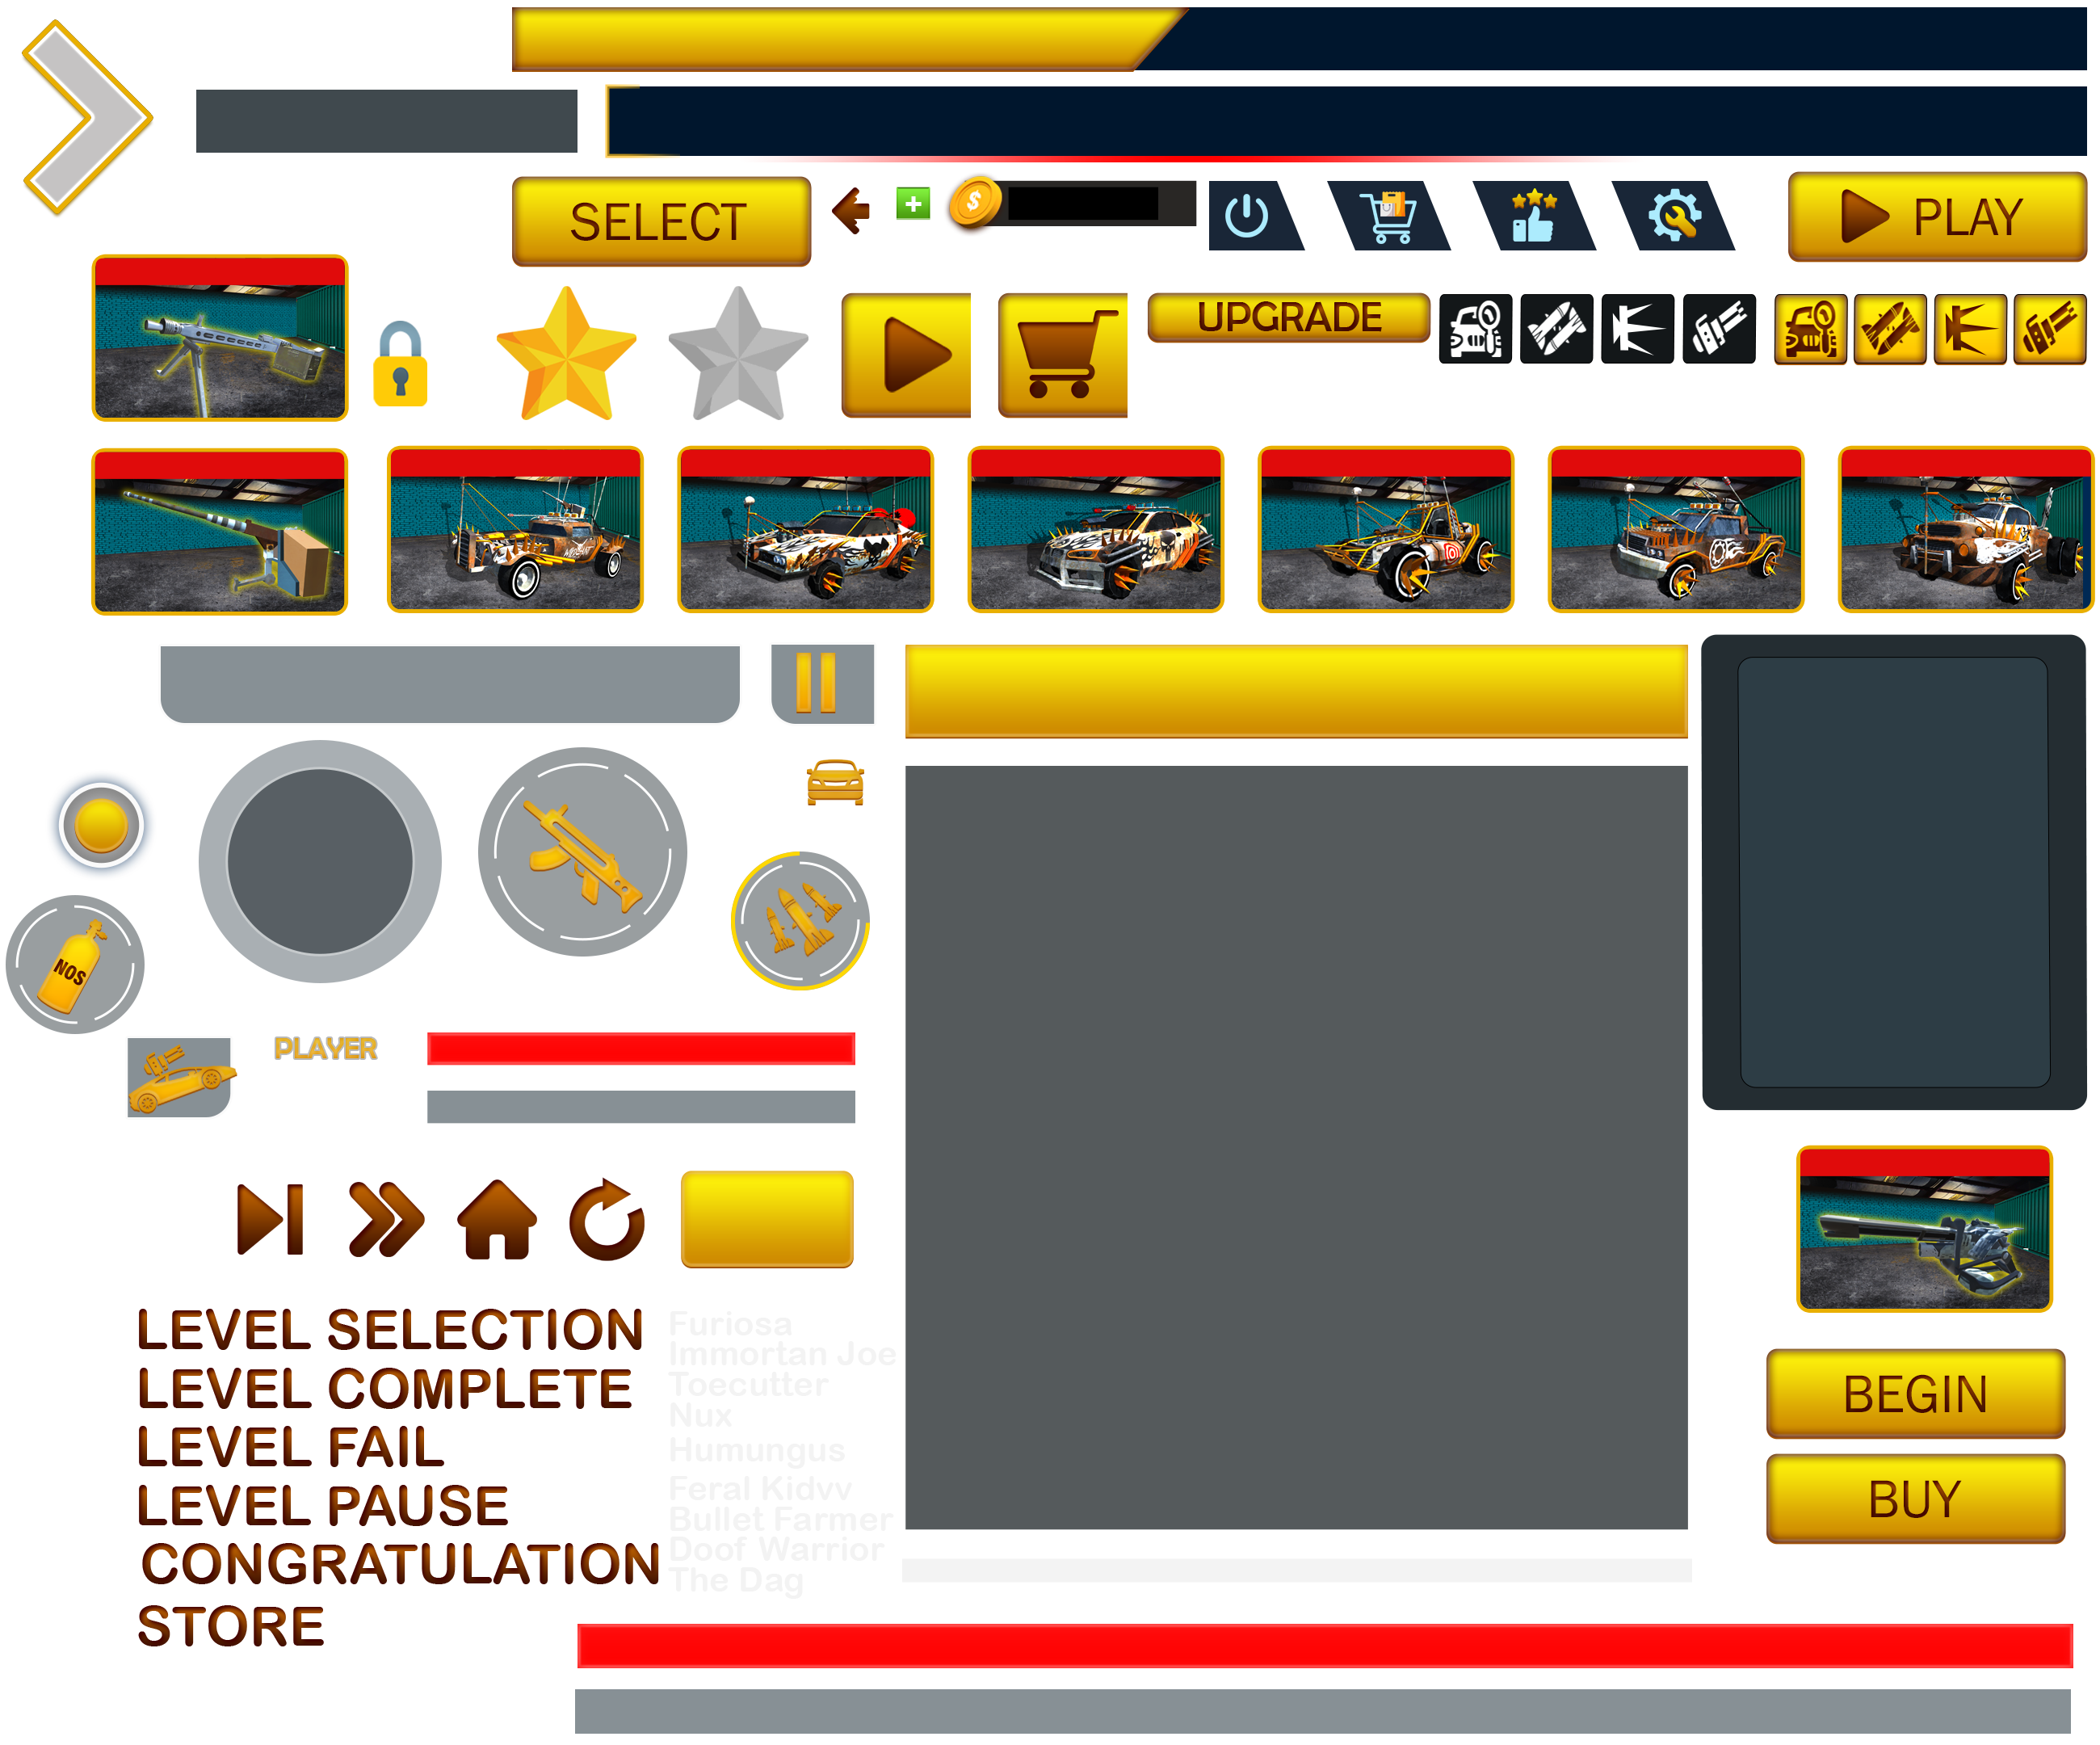 SELECT
$
PLAY
UPGRADE
NOS
PLAYER
LEVEL SELECTION
LEVEL COMPLETE
LEVEL FAIL
LEVEL PAUSE
CONGRATULATION
STORE
Furiosa
Immortan Joe
Toecutter
Nux
Humungus
Feral Kidvv
Bullet Farmer
Doof Warrior
The Dag
BEGIN
BUY